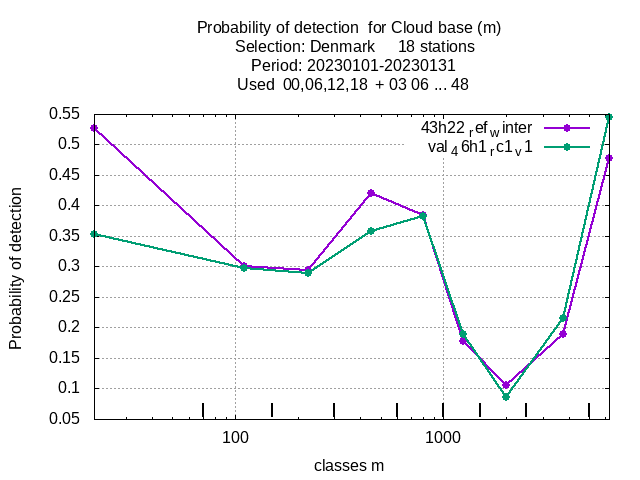 Probability of detection for Cloud base (m)
Selection: Denmark 18 stations
Period: 20230101-20230131
Used 00,06,12,18 + 03 06 ... 48
43h22 ref winter
val 46h1 rc1v1
Probability of detection
0.55
0.5
0.45
0.4
0.35
0.3
0.25
0.2
0.15
0.1
0.05
100
1000
classes m